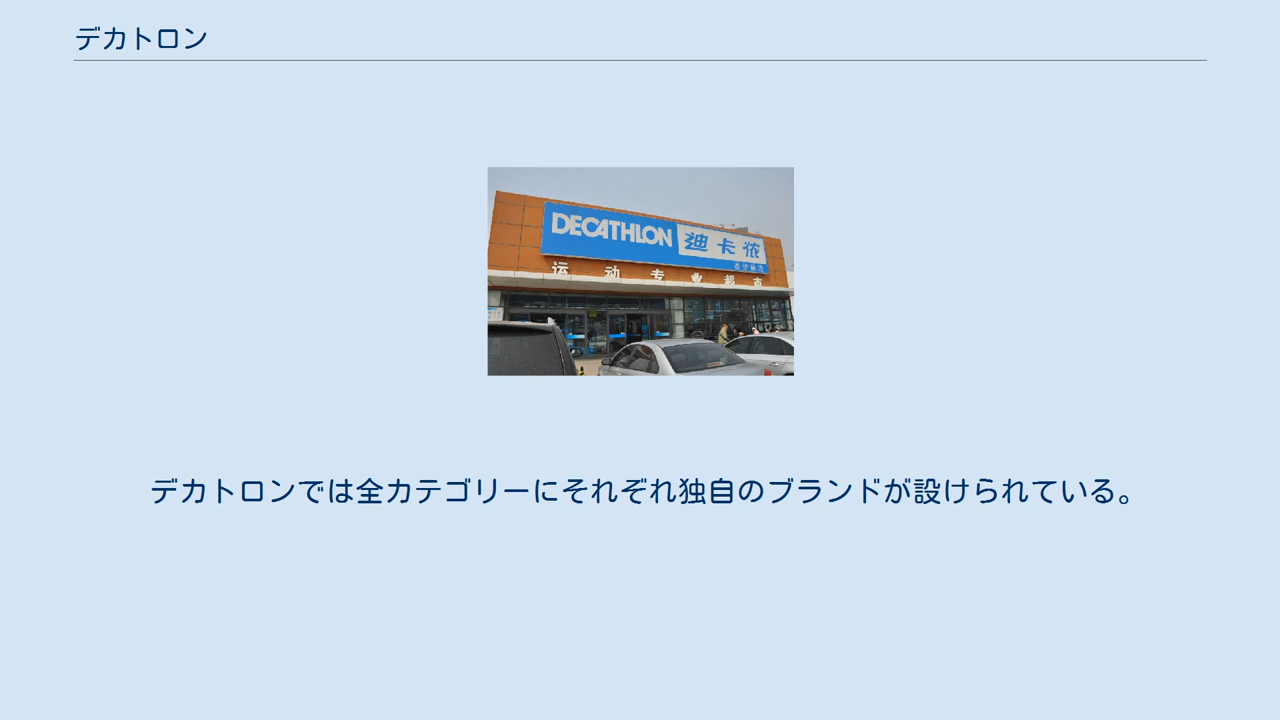 デカトロン
DECATHLON 迪卡侬
运动专业超市
デカトロンでは全カテゴリーにそれぞれ独自のブランドが設けられている。